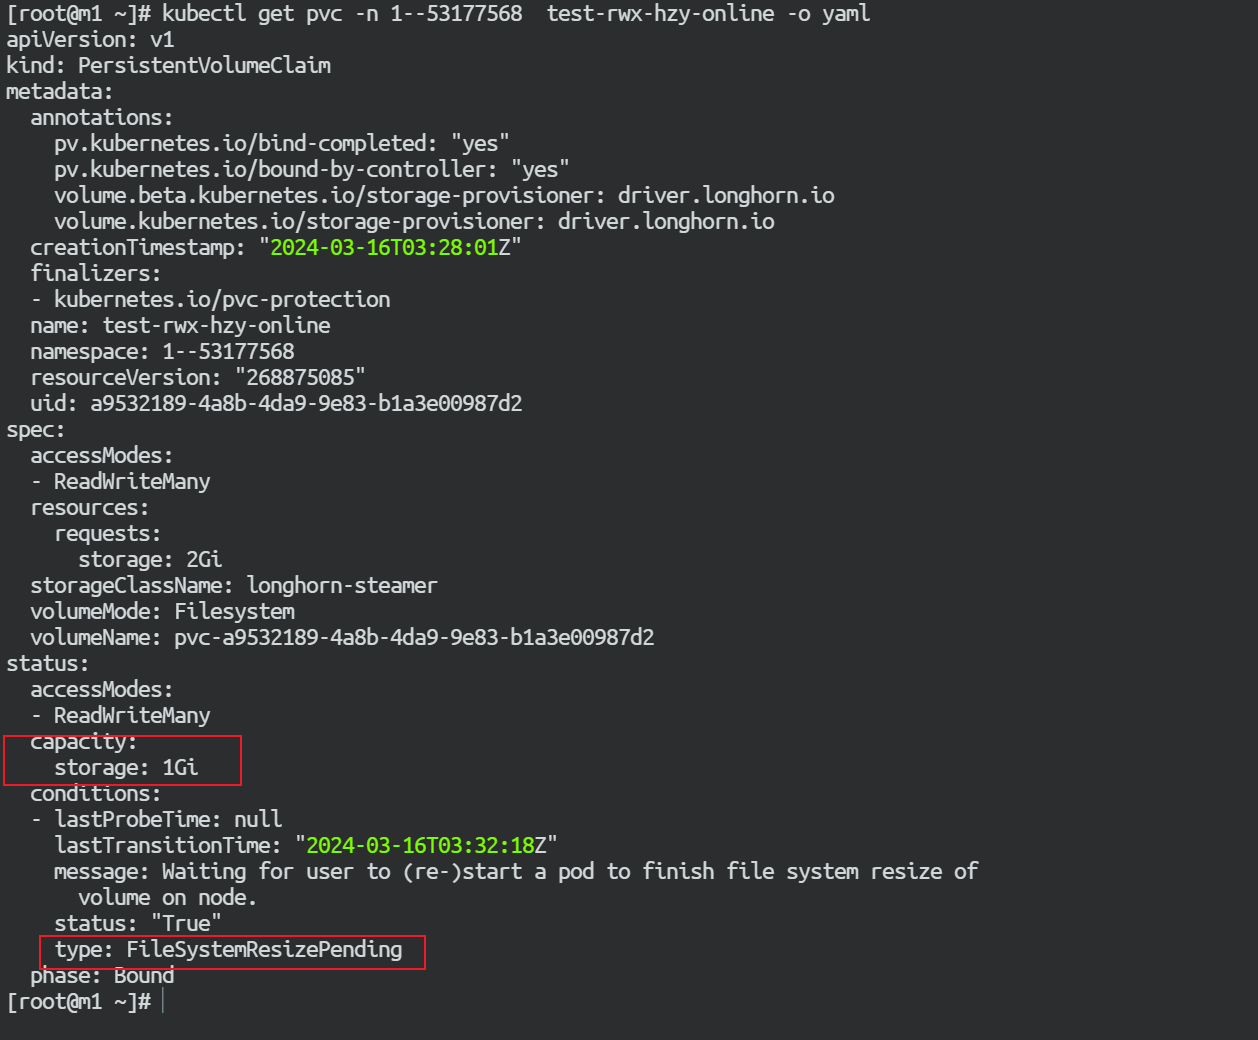 [root@m1 ~]# kubectl get pvc -n 1--53177568  test-rwx-hzy-online -o yaml
apiVersion: v1
kind: PersistentVolumeClaim
metadata:
  annotations:
    pv.kubernetes.io/bind-completed: "yes"
    pv.kubernetes.io/bound-by-controller: "yes"
    volume.beta.kubernetes.io/storage-provisioner: driver.longhorn.io
    volume.kubernetes.io/storage-provisioner: driver.longhorn.io
  creationTimestamp: "2024-03-16T03:28:01Z"
  finalizers:
  - kubernetes.io/pvc-protection
  name: test-rwx-hzy-online
  namespace: 1--53177568
  resourceVersion: "268875085"
  uid: a9532189-4a8b-4da9-9e83-b1a3e00987d2
spec:
  accessModes:
  - ReadWriteMany
  resources:
    requests:
      storage: 2Gi
  storageClassName: longhorn-steamer
  volumeMode: Filesystem
  volumeName: pvc-a9532189-4a8b-4da9-9e83-b1a3e00987d2
status:
  accessModes:
  - ReadWriteMany
  capacity:
    storage: 1Gi
  conditions:
  - lastProbeTime: null
    lastTransitionTime: "2024-03-16T03:32:18Z"
    message: Waiting for user to (re-)start a pod to finish file system resize of
      volume on node.
    status: "True"
    type: FileSystemResizePending
  phase: Bound
[root@m1 ~]#